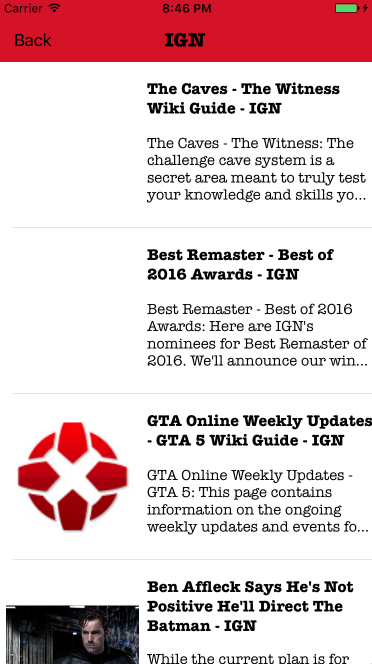 Carrier 8:46 PM
Back IGN
The Caves - The Witness
Wiki Guide - IGN
The Caves - The Witness: The
challenge cave system is a
secret area meant to truly test
your knowledge and skills yo...
Best Remaster - Best of
2016 Awards - IGN
Best Remaster - Best of 2016
Awards: Here are IGN's
nominees for Best Remaster of
2016. We'll announce our win...
GTA Online Weekly Updates
- GTA 5 Wiki Guide - IGN
GTA Online Weekly Updates -
GTA 5: This page contains
information on the ongoing
weekly updates and events fo...
Ben Affleck Says He's Not
Positive He'll Direct The
Batman - IGN
While the current plan is for